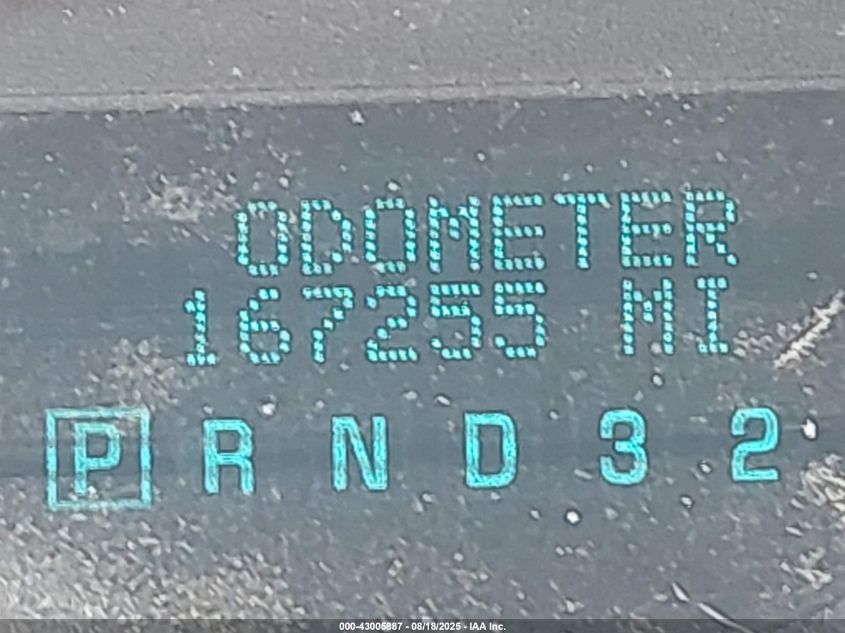 ODOMETER
167255 MI
P R N D 3 2
000-43005887 - 08/18/2025 - IAA Inc.